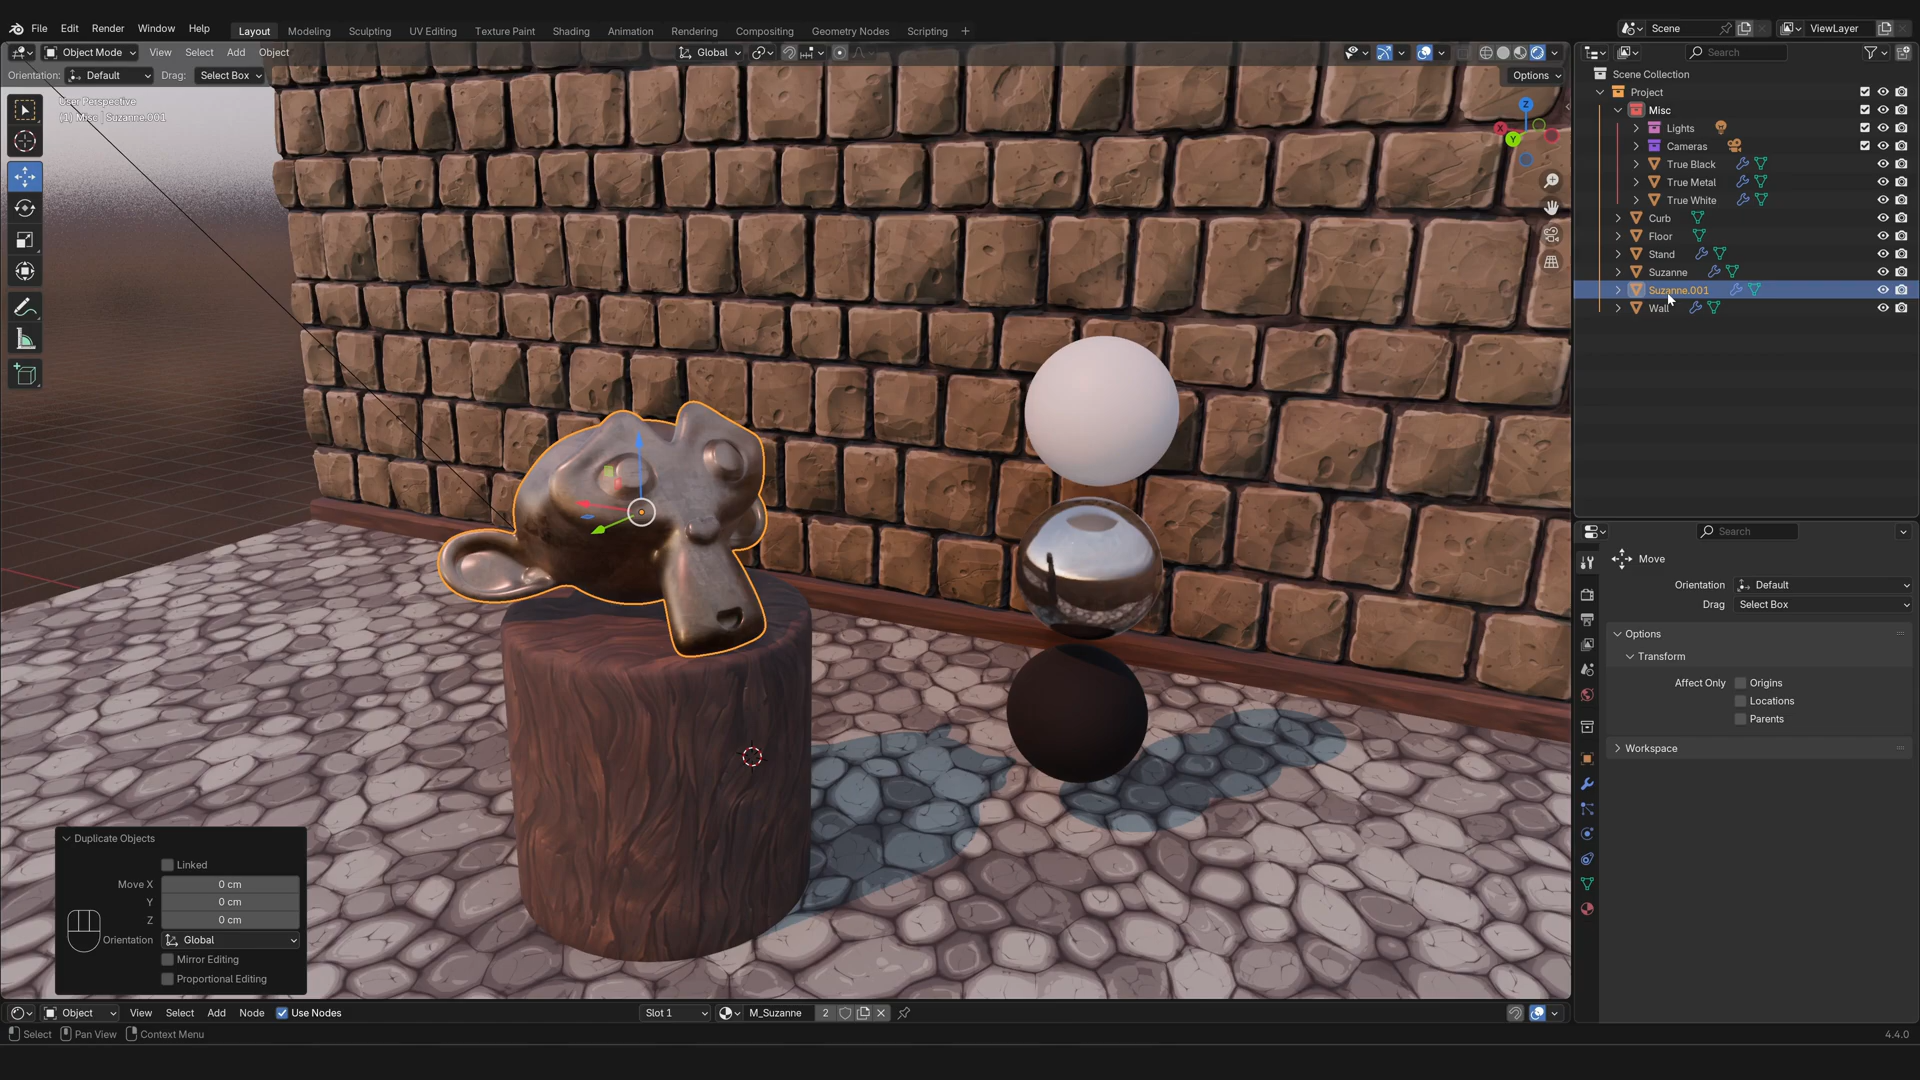 File Edit Render Window Help Layout Modeling Sculpting UV Editing Texture Paint Shading Animation Rendering Compositing Geometry Nodes Scripting + Scene ViewLayer
Object Mode View Select Add Object Global Search
Orientation: Default Drag: Select Box Options
User Perspective
(1) Misc | Suzanne.001
Z
X
Y
Scene Collection
Project
Misc
Lights
Cameras
True Black
True Metal
True White
Curb
Floor
Stand
Suzanne
Suzanne.001
Wall
Search
Move
Orientation Default
Drag Select Box
Options
Transform
Affect Only Origins
Locations
Parents
Workspace
Duplicate Objects
Linked
Move X 0 cm
Y 0 cm
Z 0 cm
Orientation Global
Mirror Editing
Proportional Editing
Object View Select Add Node Use Nodes Slot 1 M_Suzanne 2
Select Pan View Context Menu 4.4.0